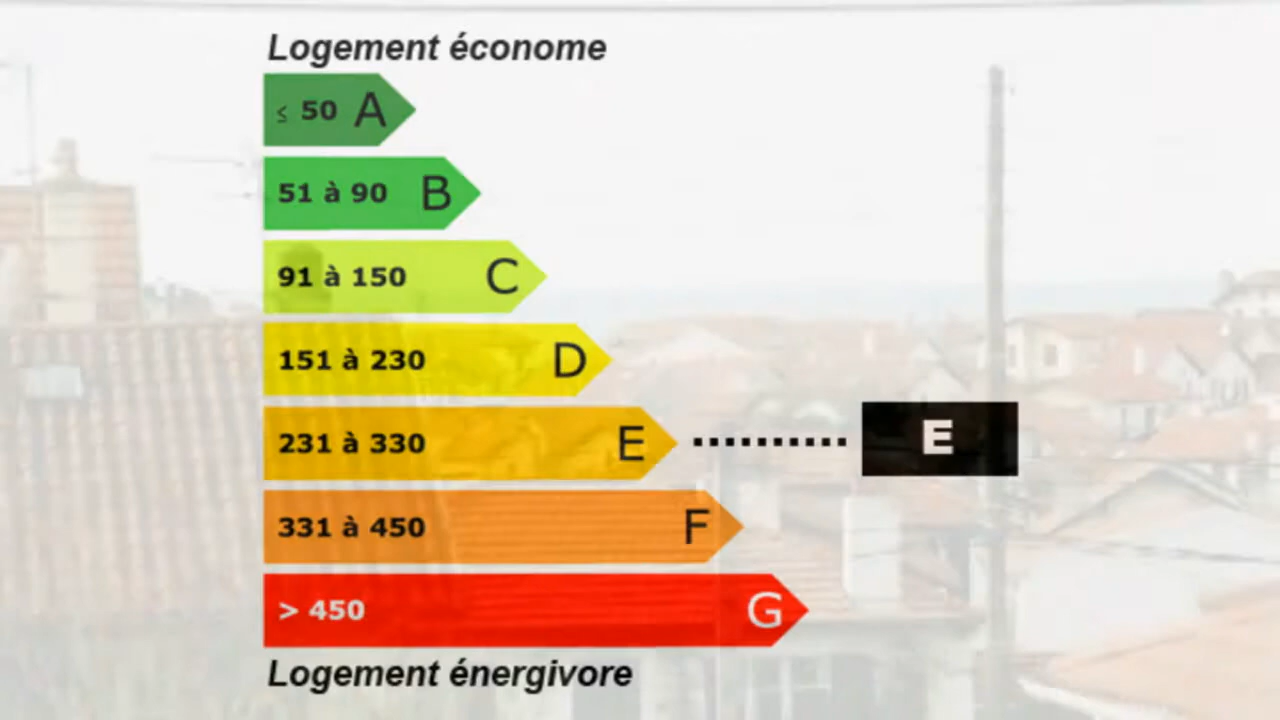 Logement économe
≤ 50 A
51 à 90 B
91 à 150 C
151 à 230 D
231 à 330 E
E
331 à 450 F
> 450 G
Logement énergivore